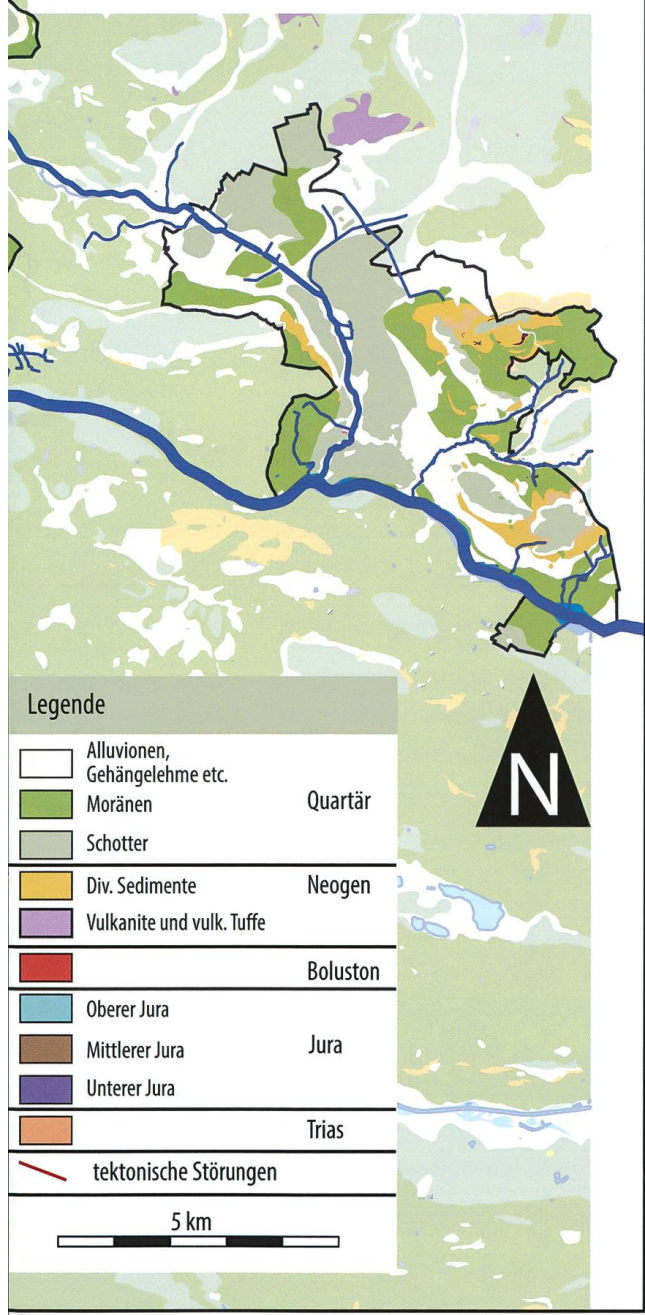 N
Legende
Alluvionen,
Gehängelehme etc.
Moränen
Quartär
Schotter
Div. Sedimente
Neogen
Vulkanite und vulk. Tuffe
Boluston
Oberer Jura
Mittlerer Jura
Jura
Unterer Jura
Trias
tektonische Störungen
5 km